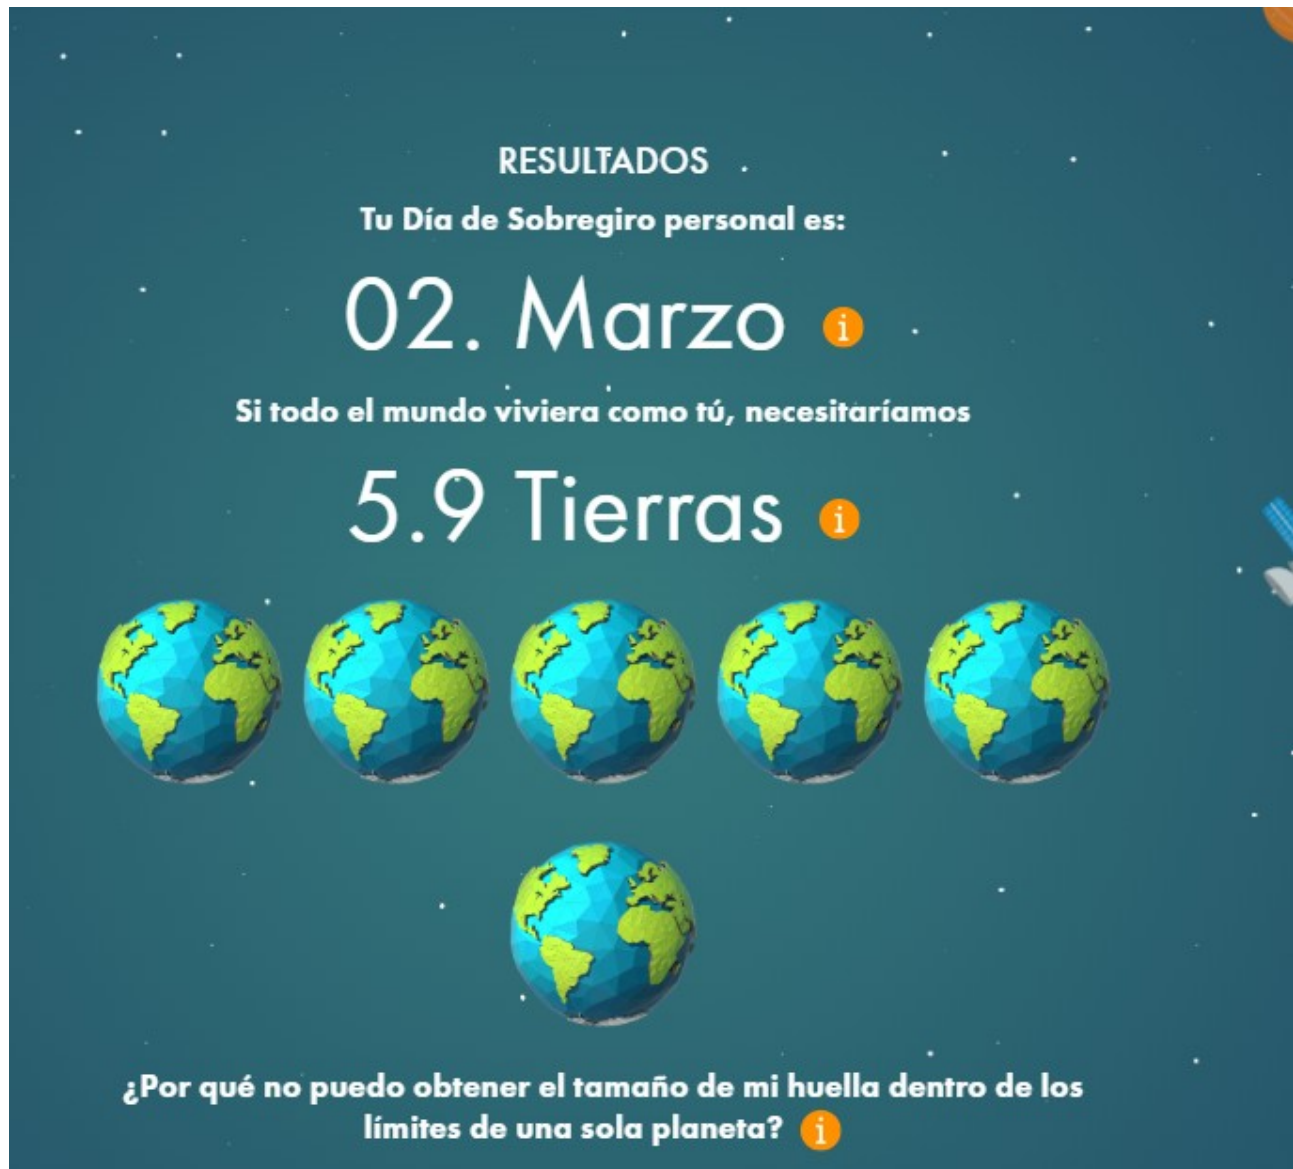 RESULTADOS
Tu Día de Sobregiro personal es:
02. Marzo i
Si todo el mundo viviera como tú, necesitaríamos
5.9 Tierras i
¿Por qué no puedo obtener el tamaño de mi huella dentro de los
límites de una sola planeta? i